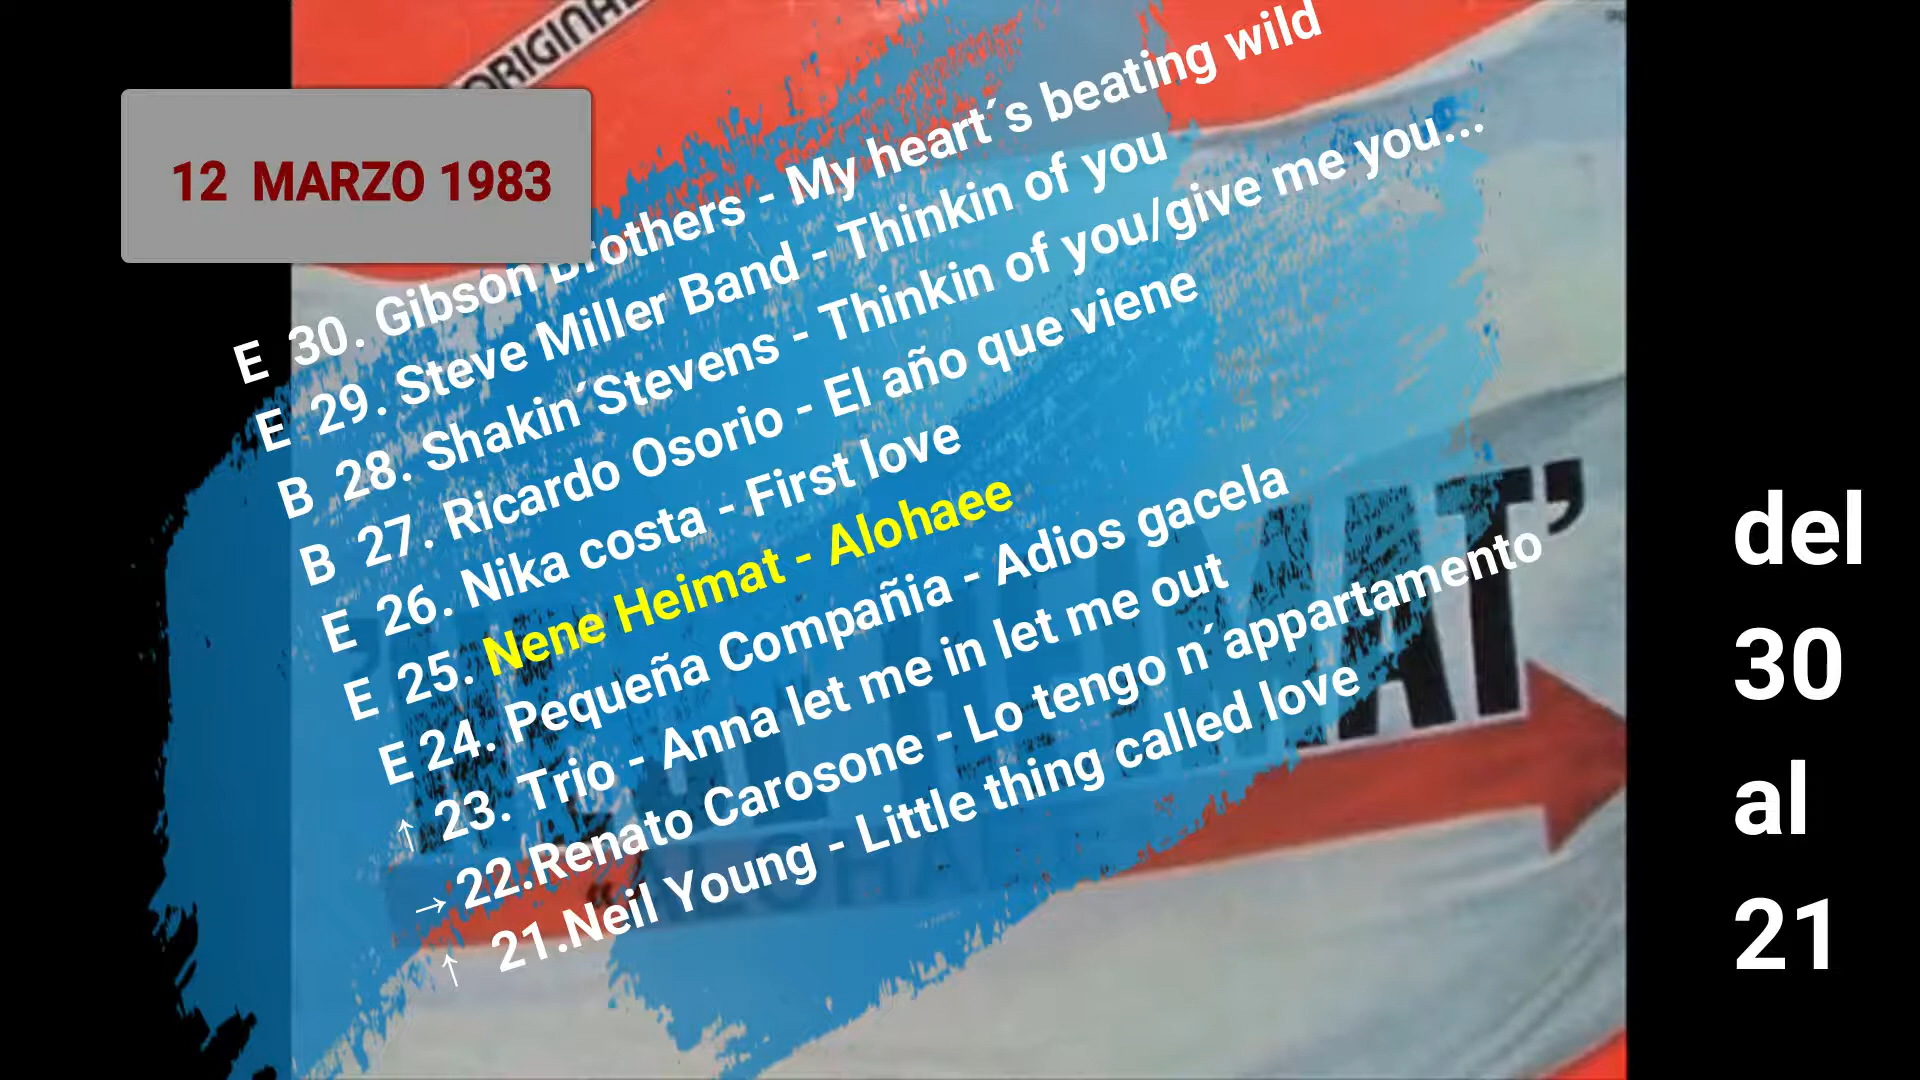 ORIGINAL
12 MARZO 1983
E 30. Gibson Brothers - My heart´s beating wild
E 29. Steve Miller Band - Thinkin of you
B 28. Shakin´Stevens - Thinkin of you/give me you...
B 27. Ricardo Osorio - El año que viene
E 26. Nika costa - First love
E 25. Nene Heimat - Alohaee
E 24. Pequeña Compañia - Adios gacela
↑ 23. Trio - Anna let me in let me out
→ 22.Renato Carosone - Lo tengo n´appartamento
↑ 21.Neil Young - Little thing called love
del
30
al
21